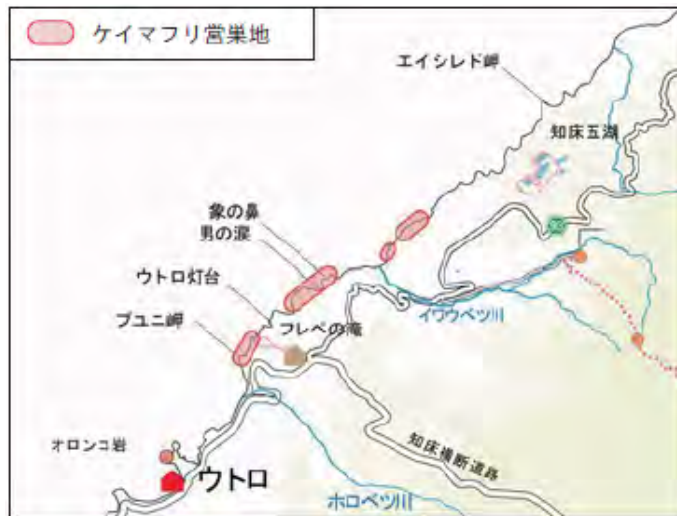 ケイマフリ営巣地
エイシレド岬
知床五湖
象の鼻
男の涙
ウトロ灯台
プユニ岬
フレペの滝
イワウベツ川
オロンコ岩
ウトロ
知床横断道路
ホロベツ川